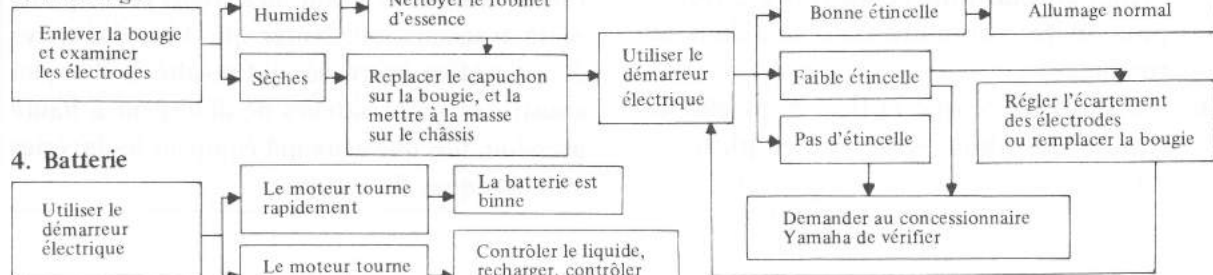 Humides
Nettoyer le robinet
d'essence
Enlever la bougie
et examiner
les électrodes
Sèches
Replacer le capuchon
sur la bougie, et la
mettre à la masse
sur le châssis
Utiliser le
démarreur
électrique
Bonne étincelle
Allumage normal
Faible étincelle
Régler l'écartement
des électrodes
ou remplacer la bougie
Pas d'étincelle
Demander au concessionnaire
Yamaha de vérifier
4. Batterie
Utiliser le
démarreur
électrique
Le moteur tourne
rapidement
La batterie est
binne
Le moteur tourne
Contrôler le liquide,
recharger, contrôler